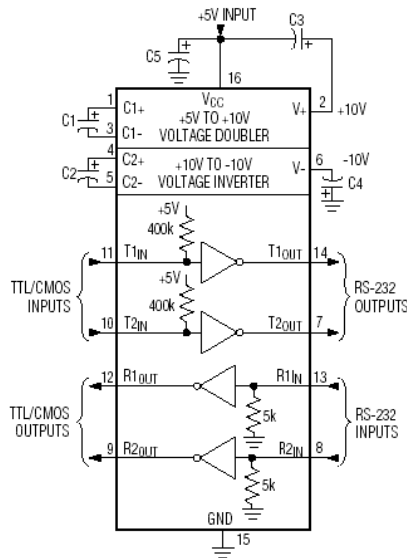 +5V INPUT
C3
C5
16
1
C1+
VCC
V+
2
+10V
C1
+5V TO +10V
3
C1-
VOLTAGE DOUBLER
4
C2+
+10V TO -10V
V-
6
-10V
C2
5
C2-
VOLTAGE INVERTER
C4
+5V
400k
11
T1IN
T1OUT
14
TTL/CMOS
INPUTS
+5V
400k
RS-232
OUTPUTS
10
T2IN
T2OUT
7
12
R1OUT
R1IN
13
TTL/CMOS
OUTPUTS
5k
RS-232
INPUTS
9
R2OUT
R2IN
8
5k
GND
15